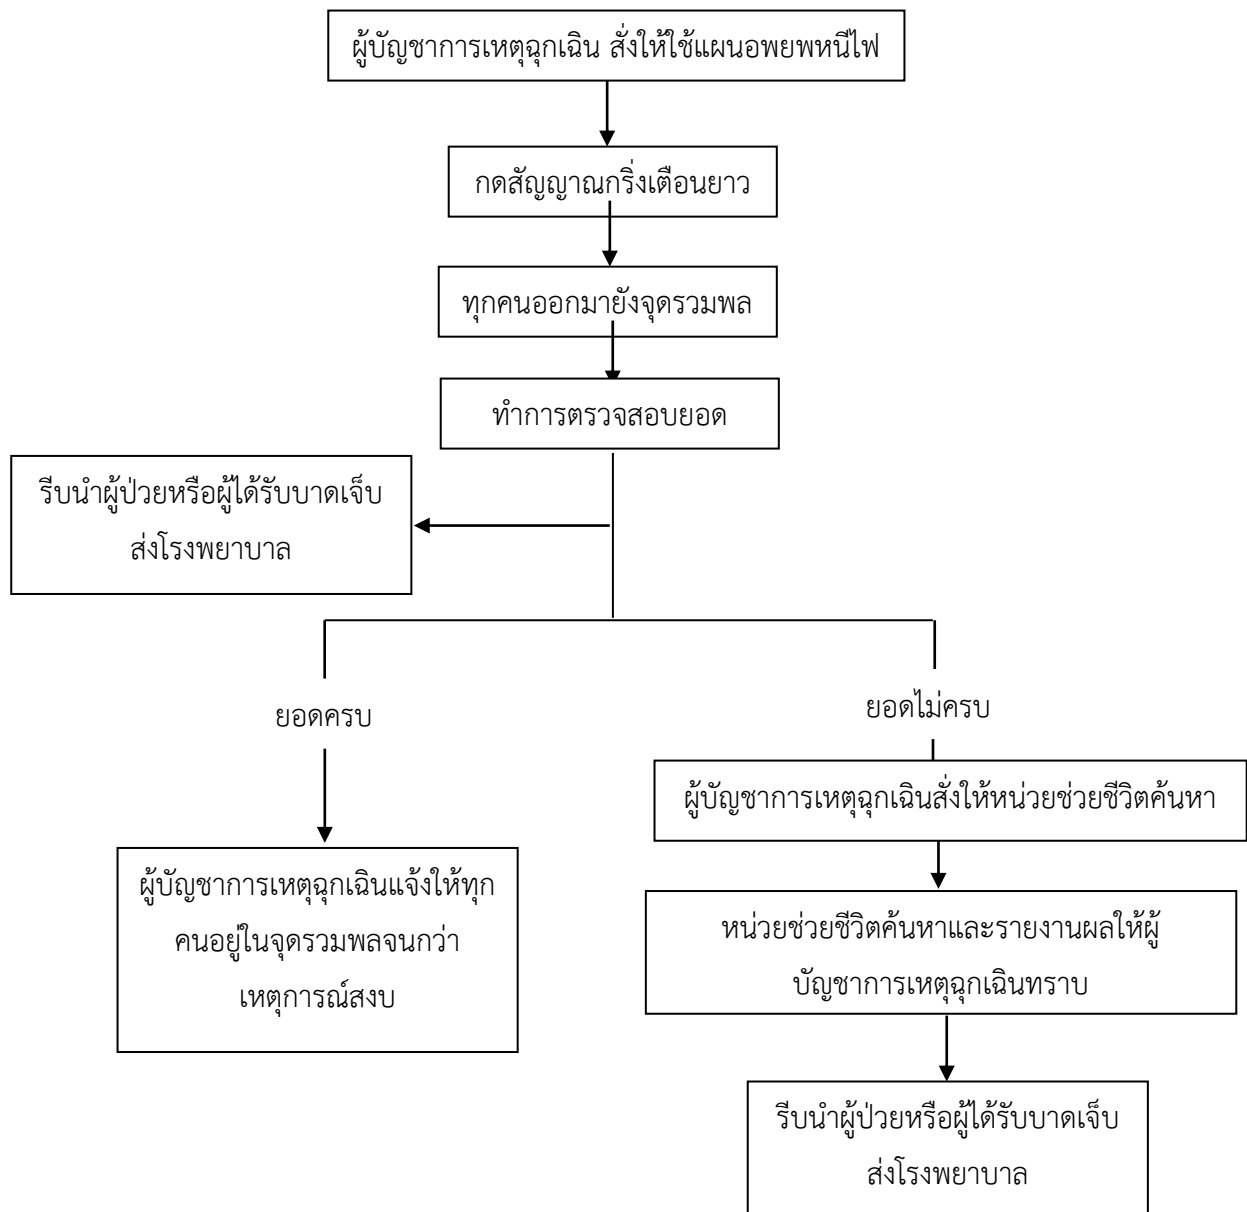 ผู้บัญชาการเหตุฉุกเฉิน สั่งให้ใช้แผนอพยพหนีไฟ
กดสัญญาณกริ่งเตือนยาว
ทุกคนออกมายังจุดรวมพล
ทำการตรวจสอบยอด
รีบนำผู้ป่วยหรือผู้ได้รับบาดเจ็บ
ส่งโรงพยาบาล
ยอดครบ
ยอดไม่ครบ
ผู้บัญชาการเหตุฉุกเฉินแจ้งให้ทุก
คนอยู่ในจุดรวมพลจนกว่า
เหตุการณ์สงบ
ผู้บัญชาการเหตุฉุกเฉินสั่งให้หน่วยช่วยชีวิตค้นหา
หน่วยช่วยชีวิตค้นหาและรายงานผลให้ผู้
บัญชาการเหตุฉุกเฉินทราบ
รีบนำผู้ป่วยหรือผู้ได้รับบาดเจ็บ
ส่งโรงพยาบาล